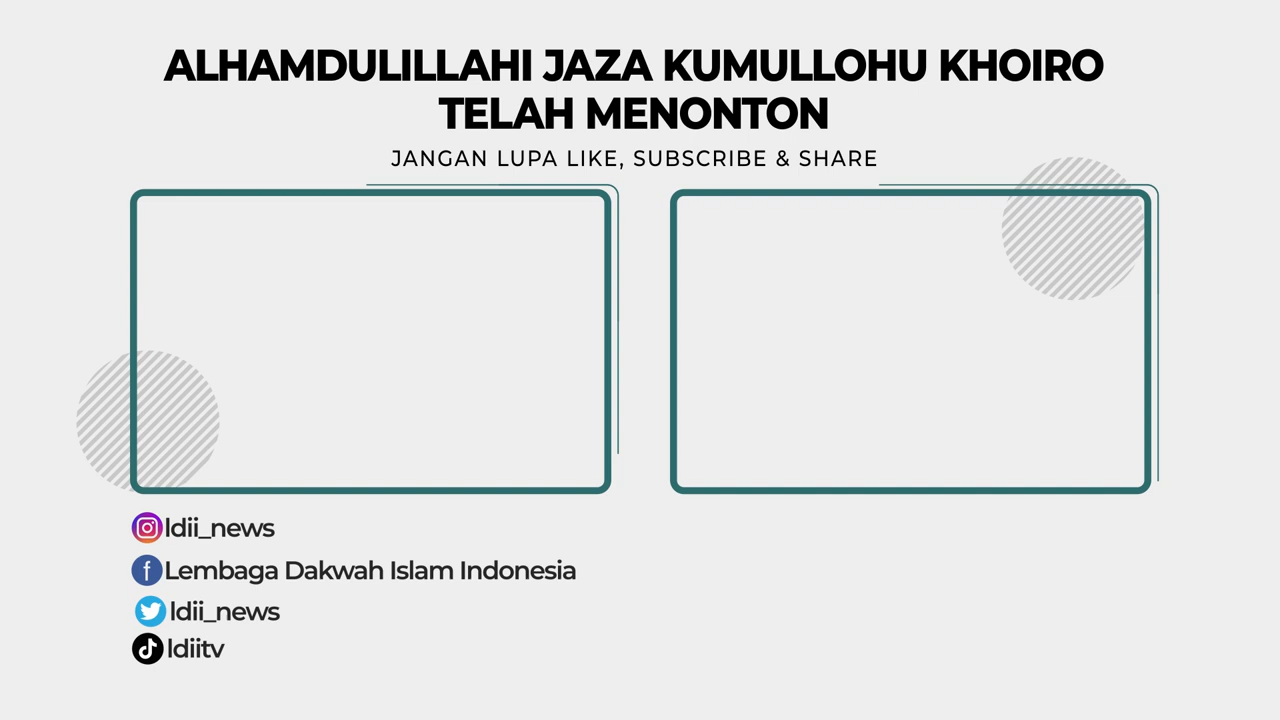 ALHAMDULILLAHI JAZA KUMULLOHU KHOIRO
TELAH MENONTON
JANGAN LUPA LIKE, SUBSCRIBE & SHARE
ldii_news
Lembaga Dakwah Islam Indonesia
ldii_news
ldiitv